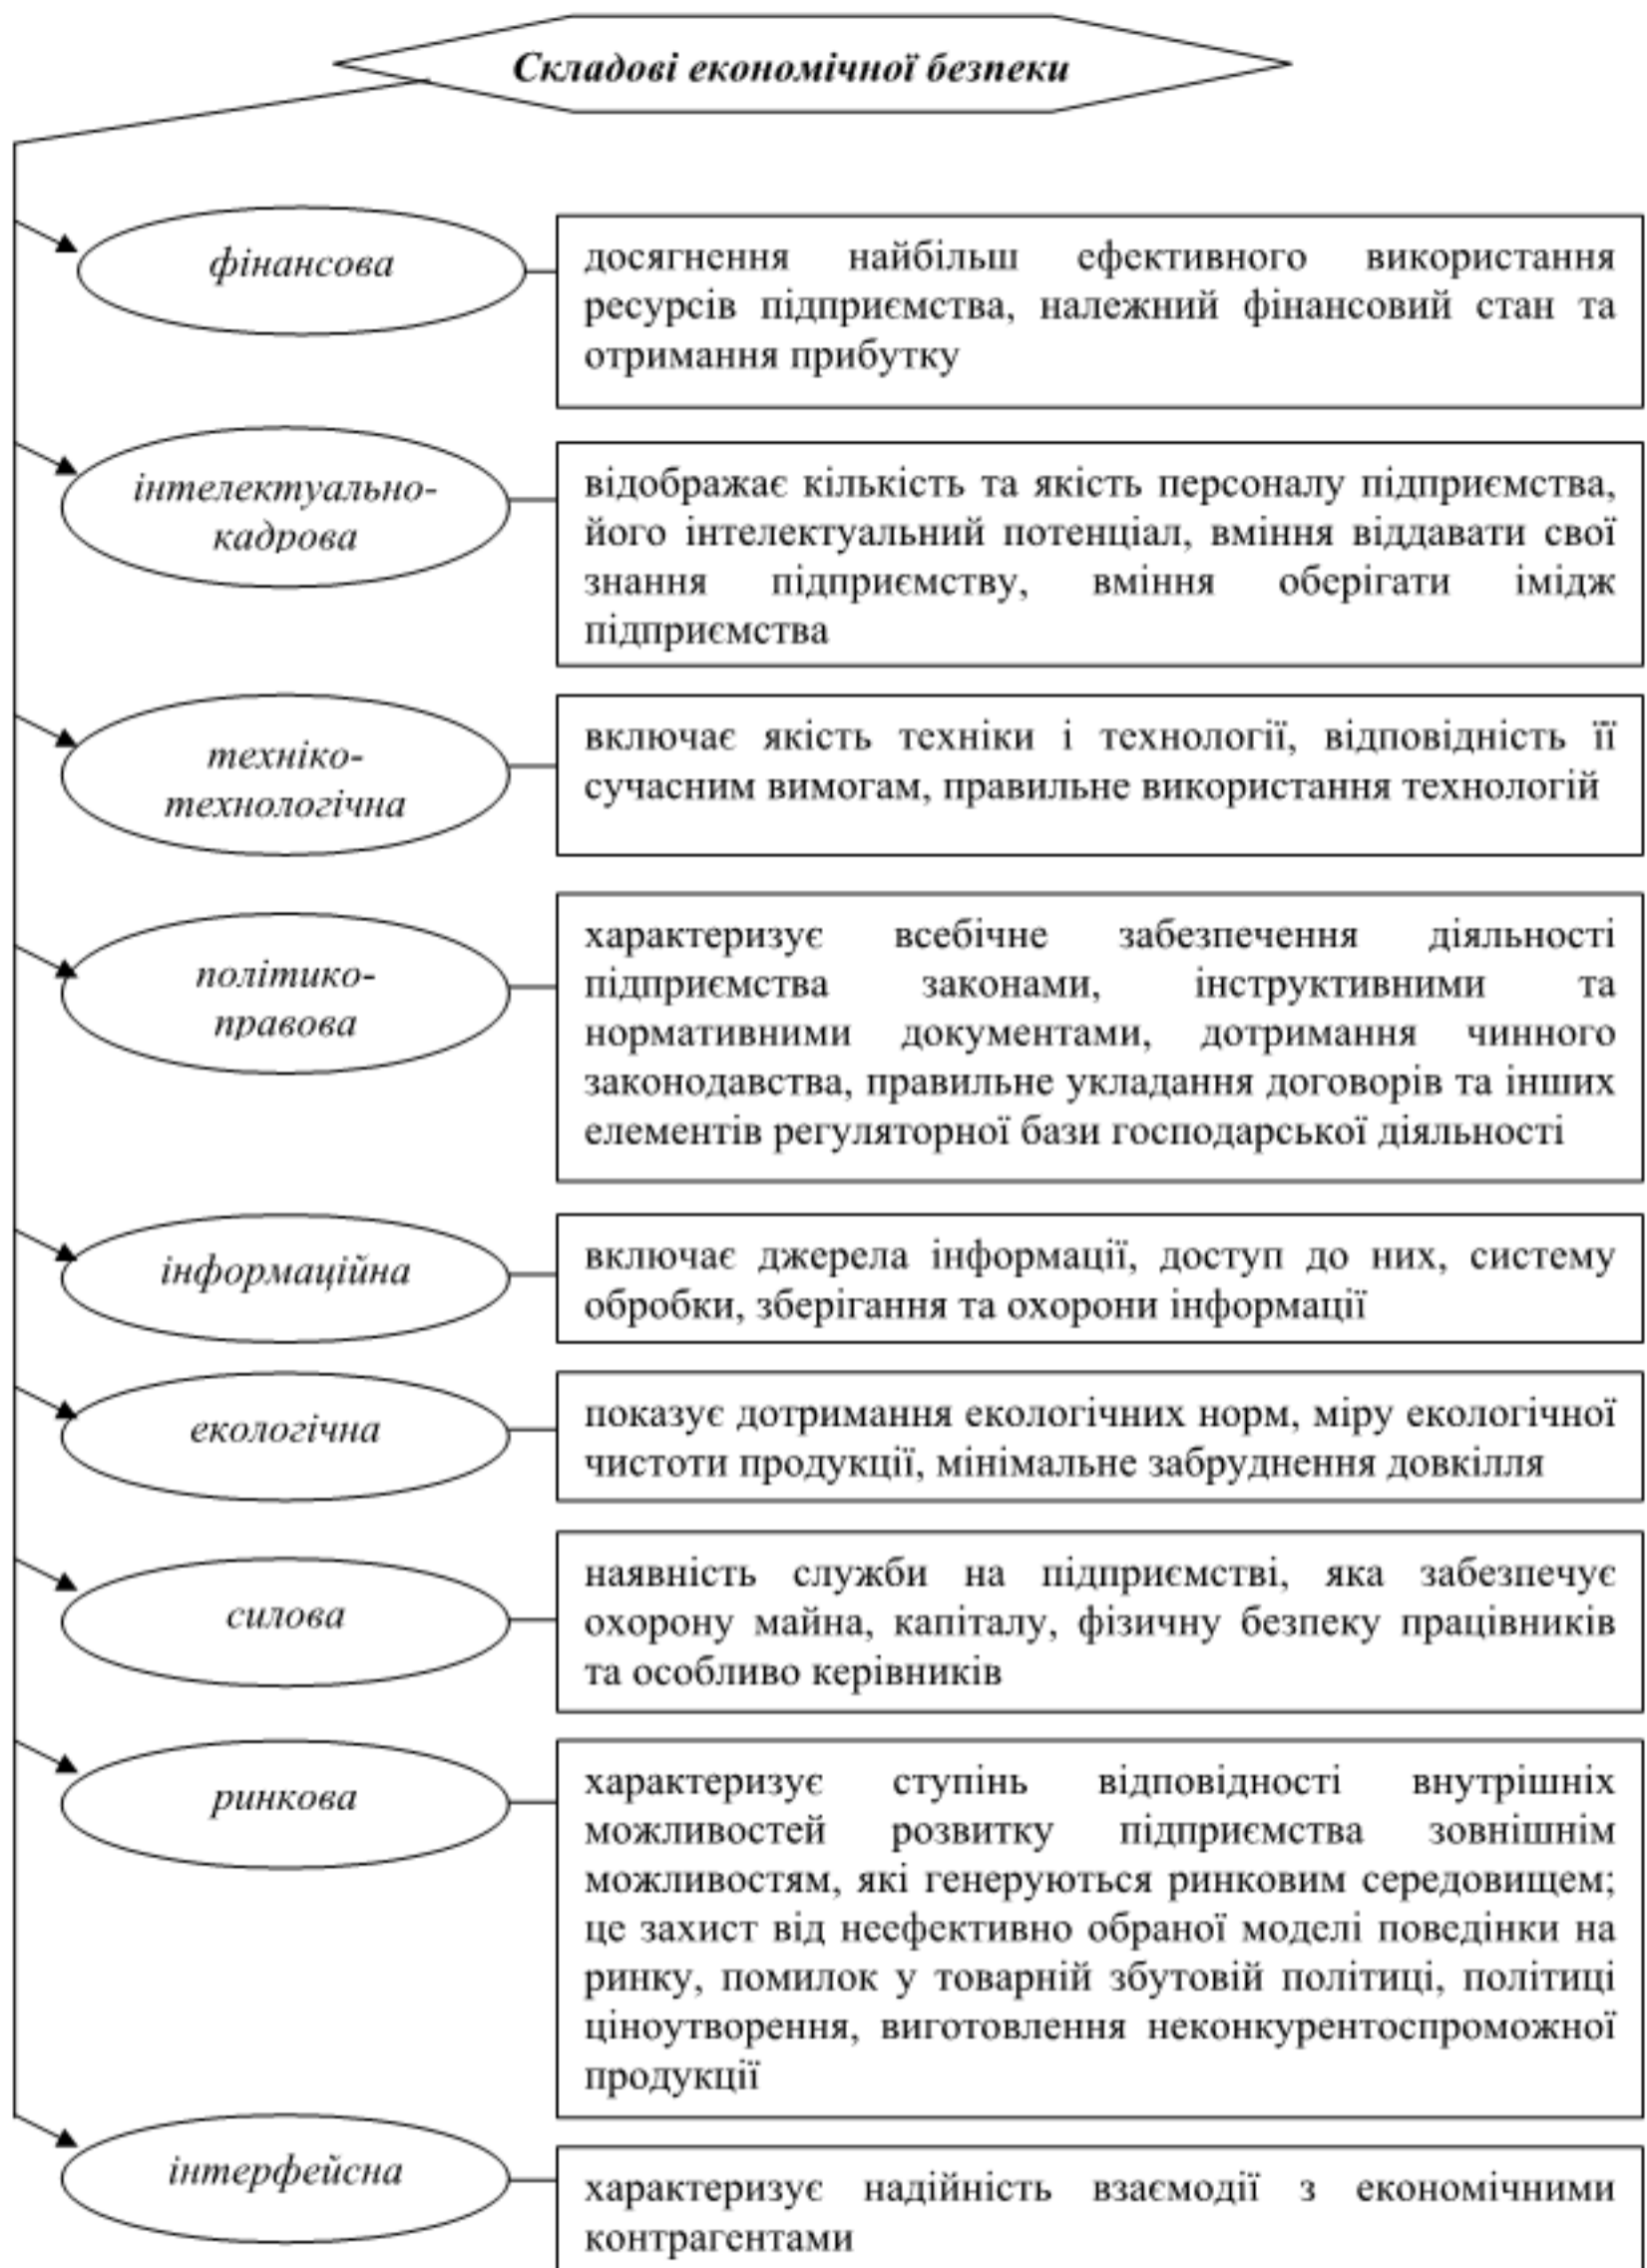 Складові економічної безпеки
фінансова
досягнення найбільш ефективного використання
ресурсів підприємства, належний фінансовий стан та
отримання прибутку
інтелектуально-
кадрова
відображає кількість та якість персоналу підприємства,
його інтелектуальний потенціал, вміння віддавати свої
знання підприємству, вміння оберігати імідж
підприємства
техніко-
технологічна
включає якість техніки і технології, відповідність її
сучасним вимогам, правильне використання технологій
політико-
правова
характеризує всебічне забезпечення діяльності
підприємства законами, інструктивними та
нормативними документами, дотримання чинного
законодавства, правильне укладання договорів та інших
елементів регуляторної бази господарської діяльності
інформаційна
включає джерела інформації, доступ до них, систему
обробки, зберігання та охорони інформації
екологічна
показує дотримання екологічних норм, міру екологічної
чистоти продукції, мінімальне забруднення довкілля
силова
наявність служби на підприємстві, яка забезпечує
охорону майна, капіталу, фізичну безпеку працівників
та особливо керівників
ринкова
характеризує ступінь відповідності внутрішніх
можливостей розвитку підприємства зовнішнім
можливостям, які генеруються ринковим середовищем;
це захист від неефективно обраної моделі поведінки на
ринку, помилок у товарній збутовій політиці, політиці
ціноутворення, виготовлення неконкурентоспроможної
продукції
інтерфейсна
характеризує надійність взаємодії з економічними
контрагентами